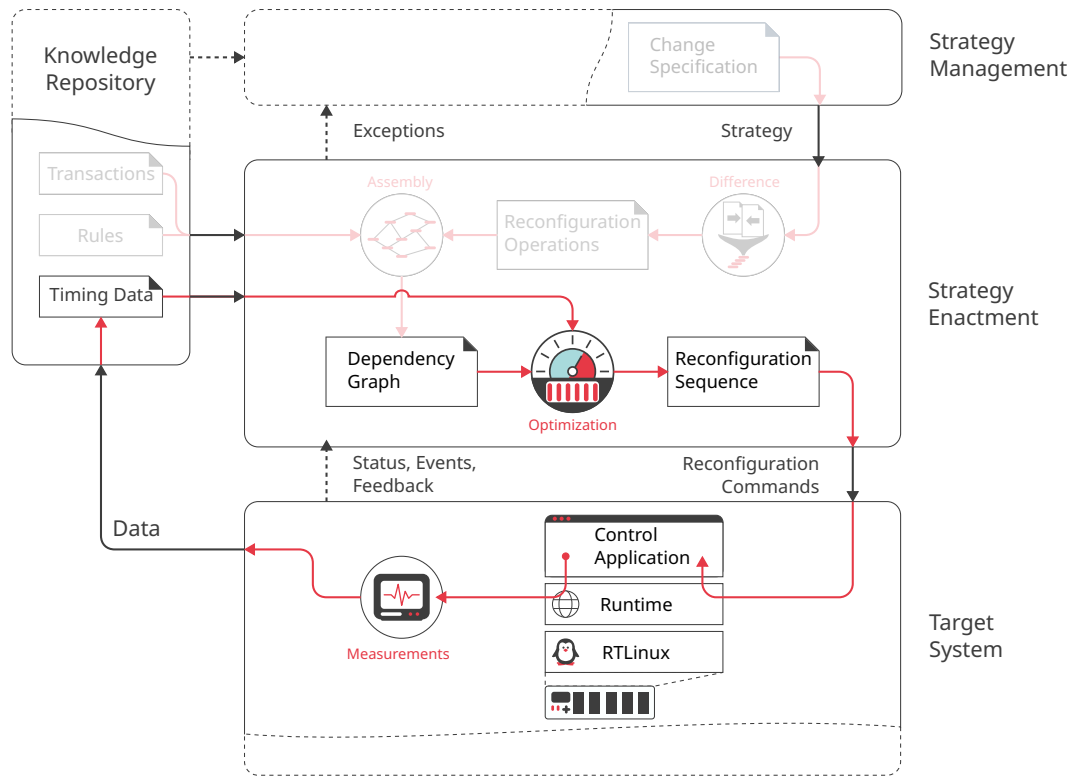 Knowledge
Repository
Change
Specification
Strategy
Management
Exceptions
Strategy
Transactions
Rules
Timing Data
Assembly
Difference
Reconfiguration
Operations
Strategy
Enactment
Dependency
Graph
Optimization
Reconfiguration
Sequence
Status, Events,
Feedback
Reconfiguration
Commands
Data
Control
Application
Runtime
RTLinux
Measurements
Target
System